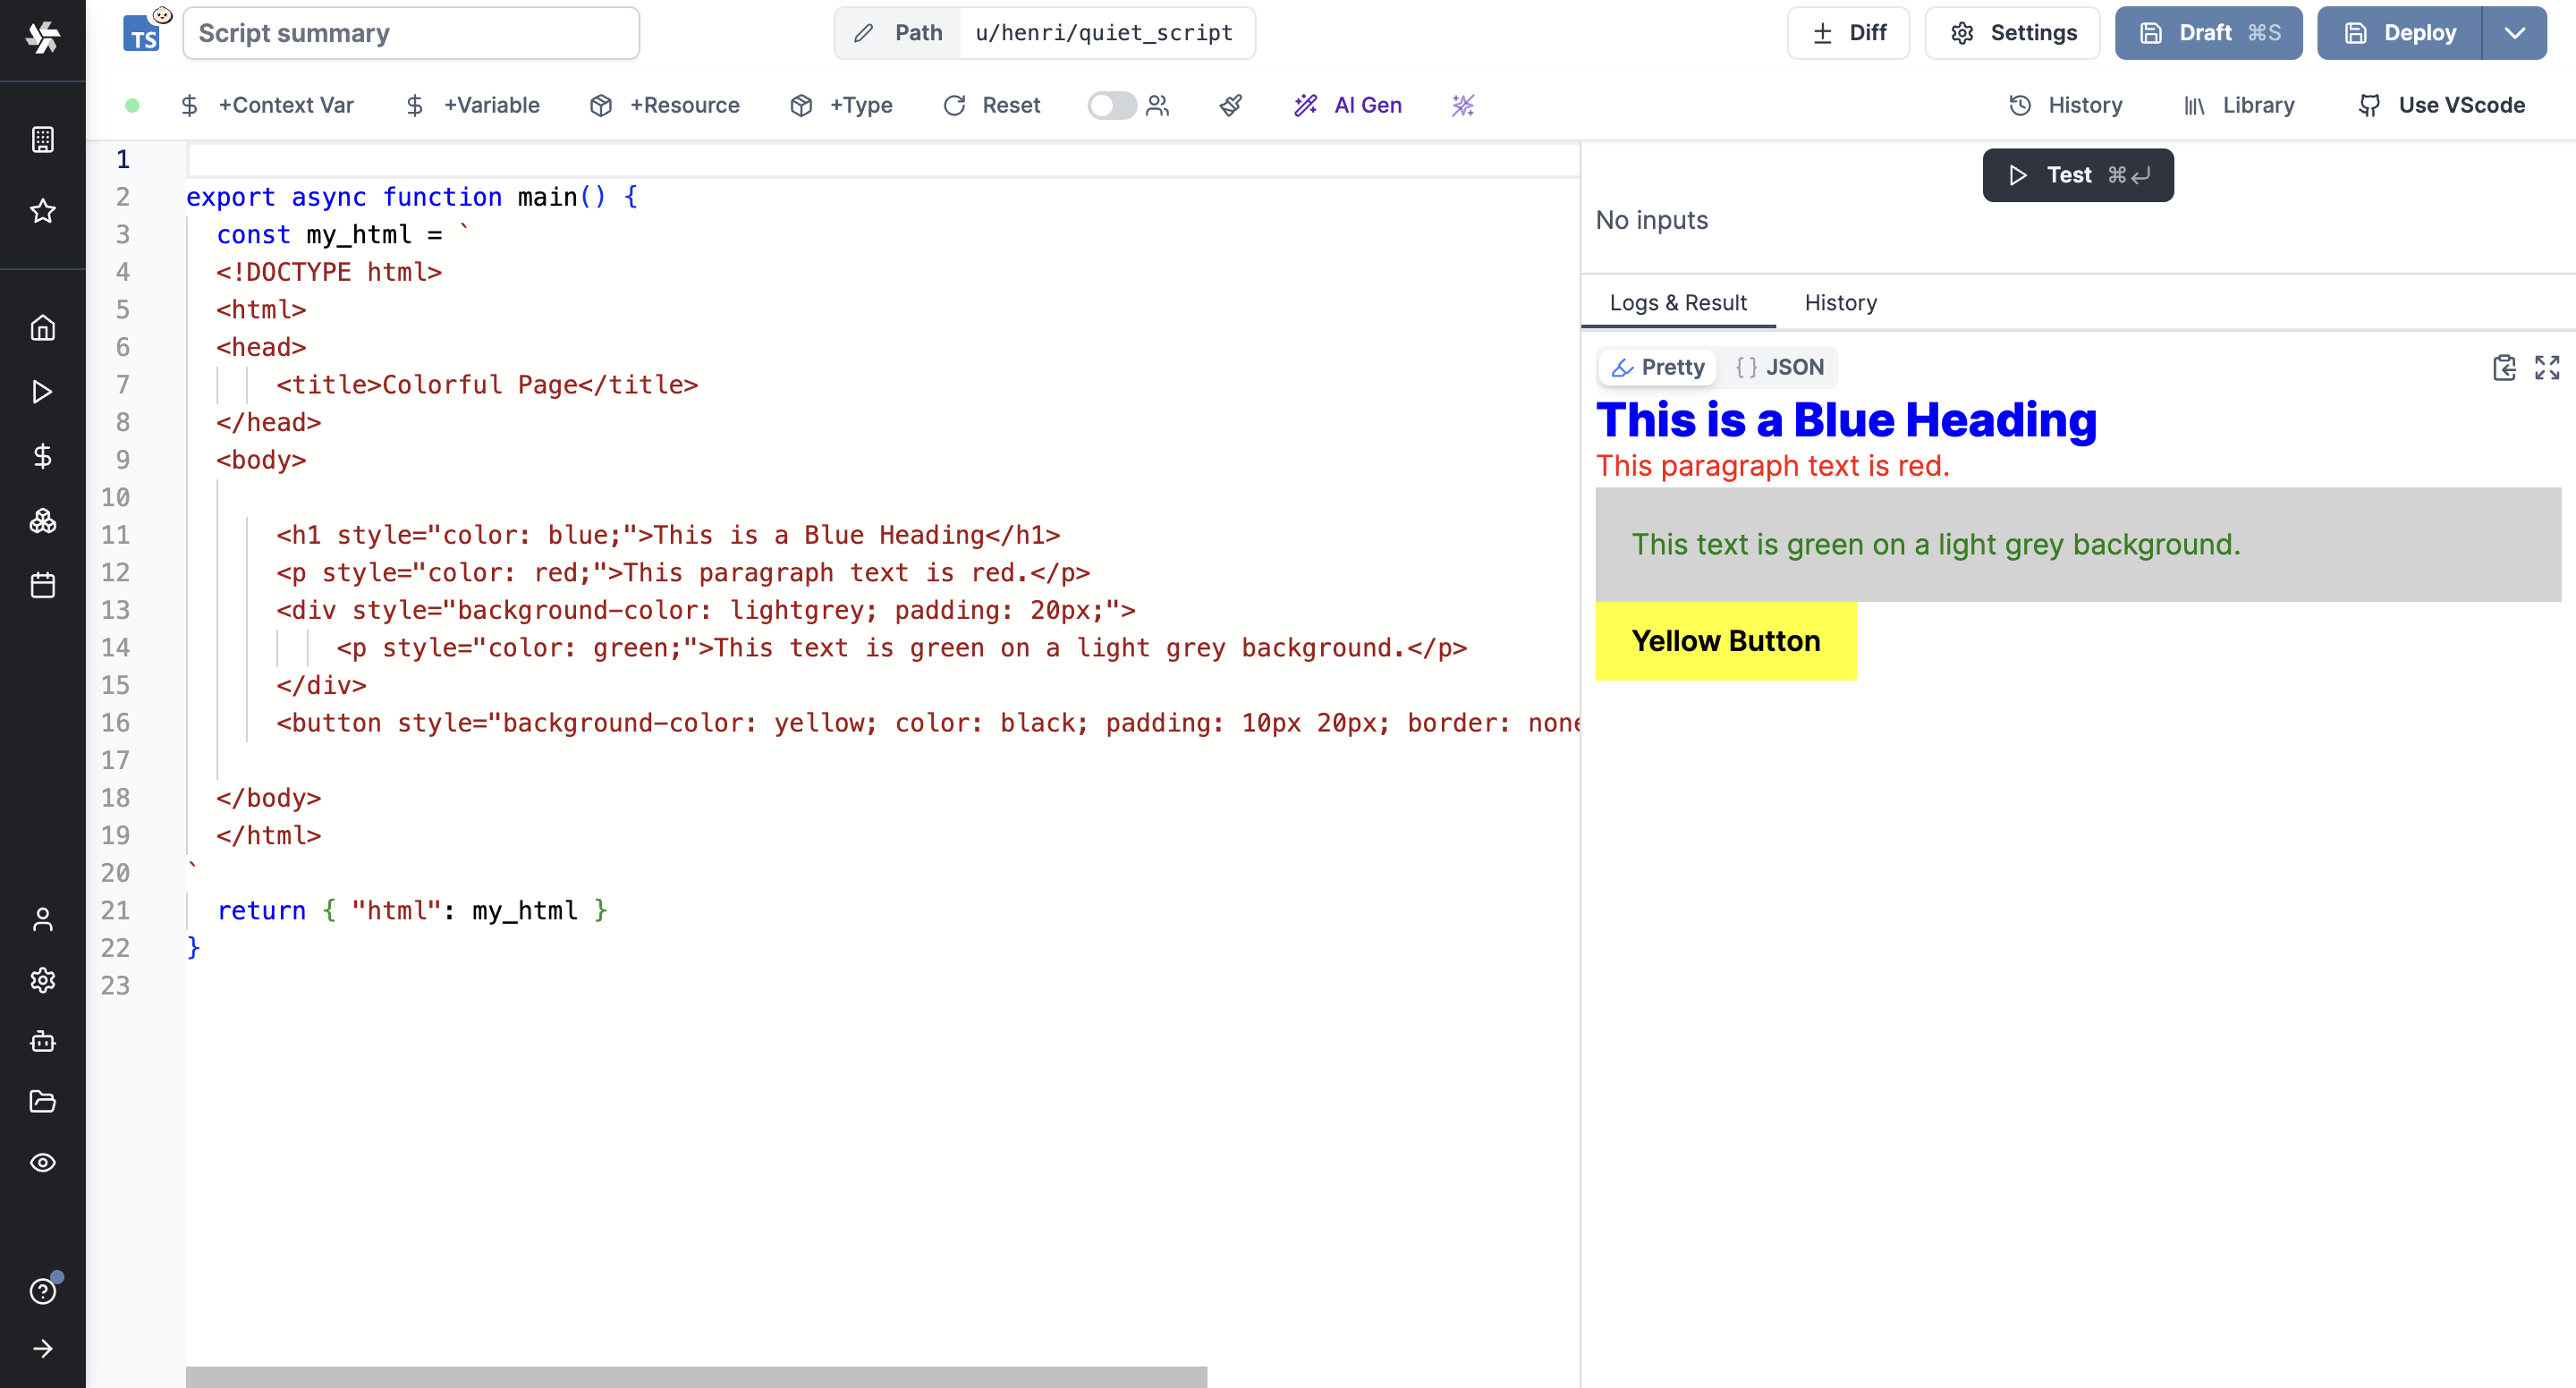 TS
Script summary
Path u/henri/quiet_script
Diff
Settings
Draft ⌘S
Deploy
+Context Var
+Variable
+Resource
+Type
Reset
AI Gen
History
Library
Use VScode
1
2 export async function main() {
3 const my_html = `
4 <!DOCTYPE html>
5 <html>
6 <head>
7 <title>Colorful Page</title>
8 </head>
9 <body>
10
11 <h1 style="color: blue;">This is a Blue Heading</h1>
12 <p style="color: red;">This paragraph text is red.</p>
13 <div style="background-color: lightgrey; padding: 20px;">
14 <p style="color: green;">This text is green on a light grey background.</p>
15 </div>
16 <button style="background-color: yellow; color: black; padding: 10px 20px; border: none
17
18 </body>
19 </html>
20 `
21 return { "html": my_html }
22 }
23
Test ⌘↵
No inputs
Logs & Result
History
Pretty
{} JSON
This is a Blue Heading
This paragraph text is red.
This text is green on a light grey background.
Yellow Button